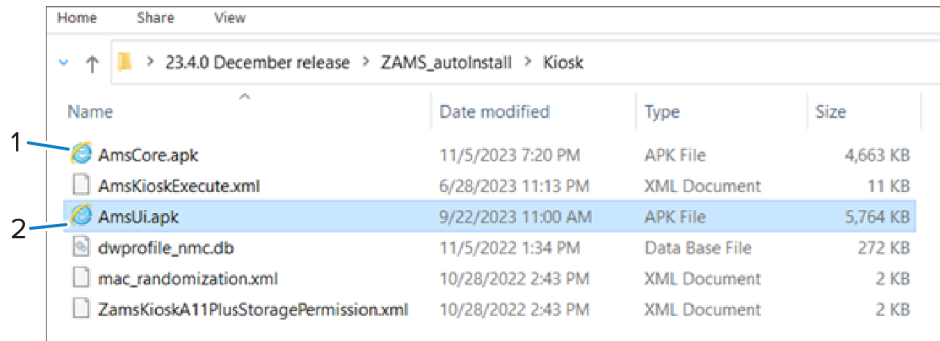 Home Share View
23.4.0 December release > ZAMS_autoInstall > Kiosk
Name Date modified Type Size
1 AmsCore.apk 11/5/2023 7:20 PM APK File 4,663 KB
AmsKioskExecute.xml 6/28/2023 11:13 PM XML Document 11 KB
2 AmsUi.apk 9/22/2023 11:00 AM APK File 5,764 KB
dwprofile_nmc.db 11/5/2022 1:34 PM Data Base File 272 KB
mac_randomization.xml 10/28/2022 2:43 PM XML Document 2 KB
ZamsKioskA11PlusStoragePermission.xml 10/28/2022 2:43 PM XML Document 2 KB